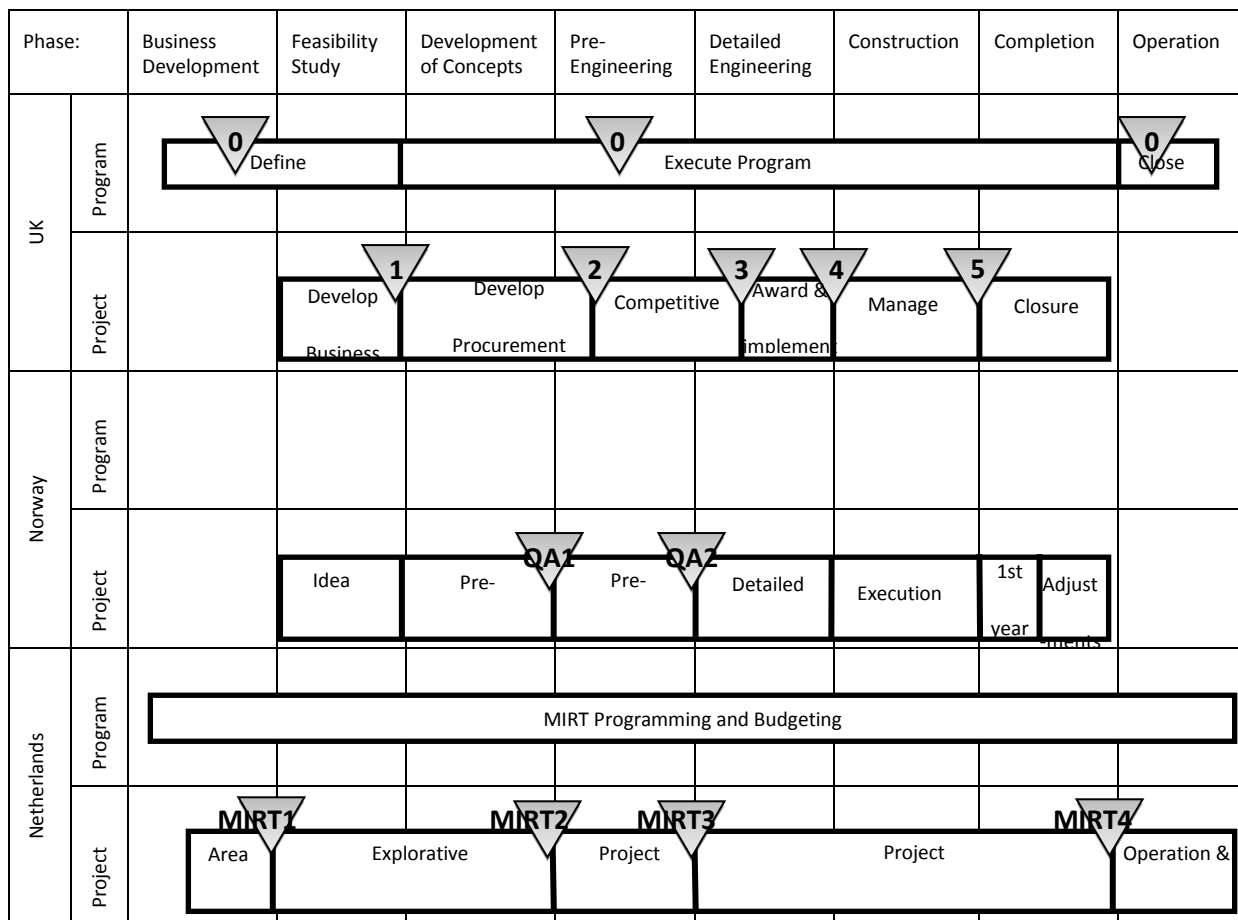 Phase:
Business
Development
Feasibility
Study
Development
of Concepts
Pre-
Engineering
Detailed
Engineering
Construction
Completion
Operation
UK
Program
0
Define
0
Execute Program
0
Close
Project
1
2
3
4
5
Develop
Business
Develop
Procurement
Competitive
Award &
implement
Manage
Closure
Norway
Program
Project
QA1
QA2
Idea
Pre-
Pre-
Detailed
Execution
1st
year
Adjust
-ments
Netherlands
Program
MIRT Programming and Budgeting
Project
MIRT1
MIRT2
MIRT3
MIRT4
Area
Explorative
Project
Project
Operation &